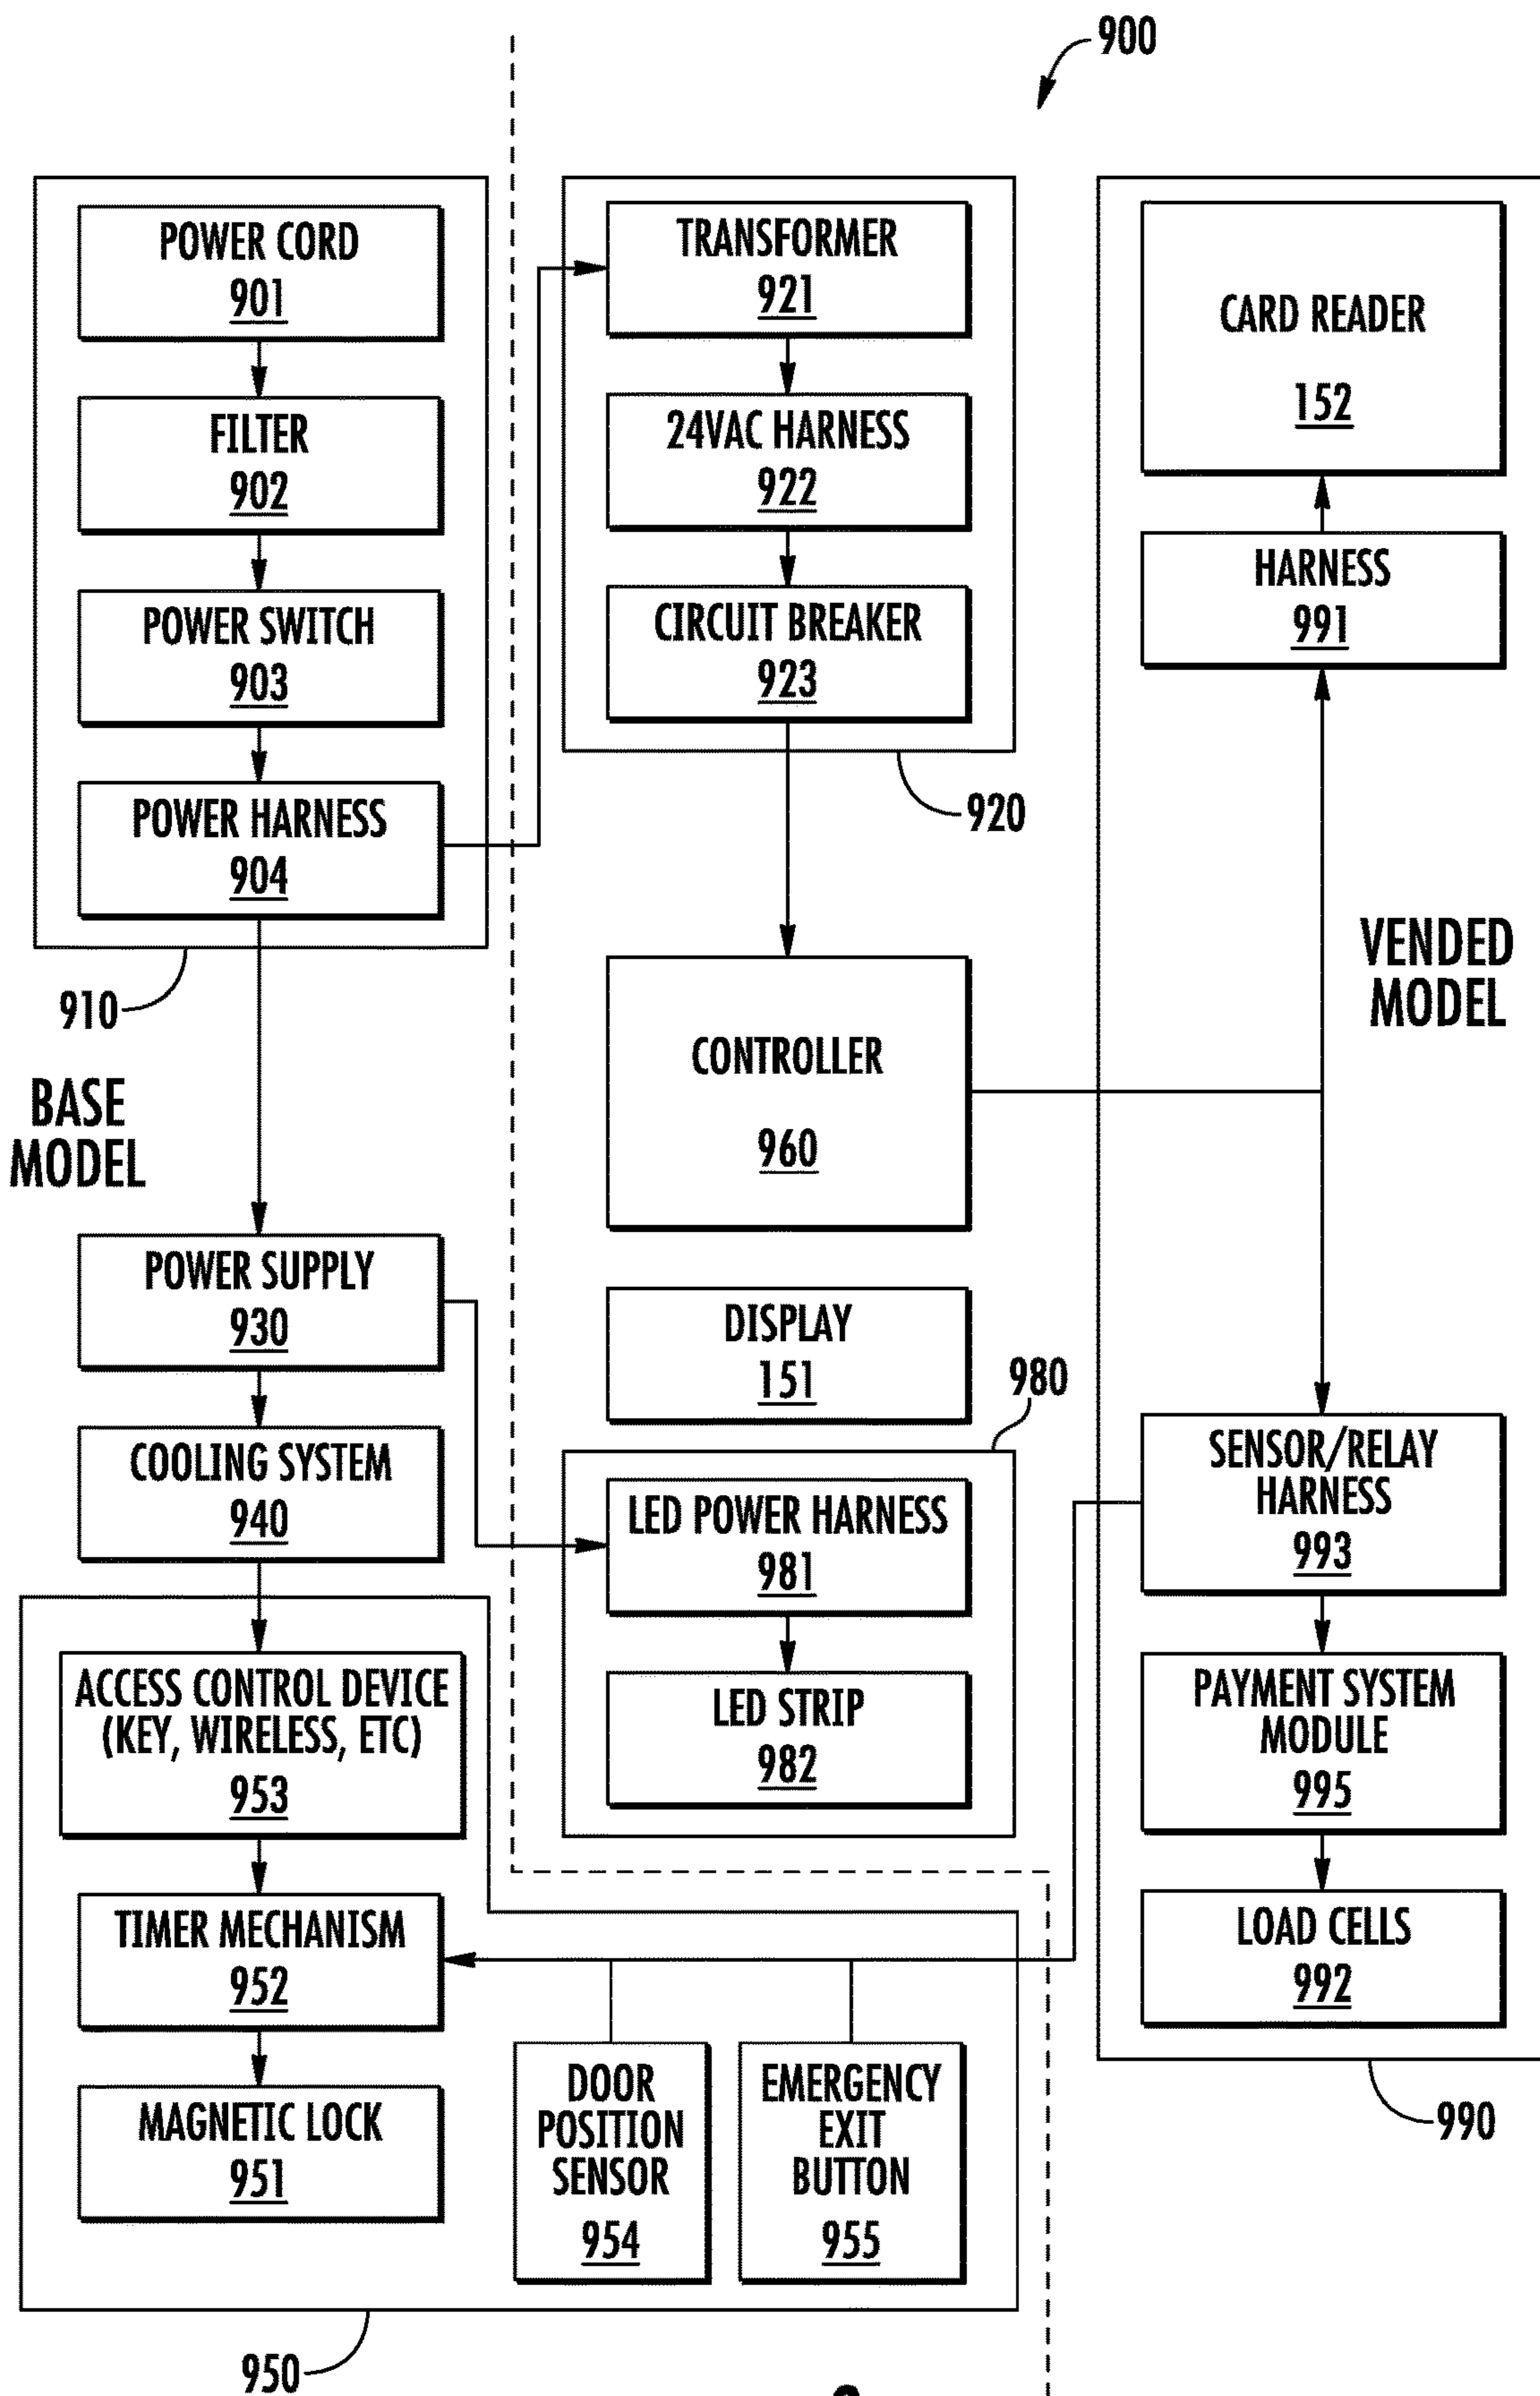 900
POWER CORD
901
FILTER
902
POWER SWITCH
903
POWER HARNESS
904
910
BASE
MODEL
POWER SUPPLY
930
COOLING SYSTEM
940
ACCESS CONTROL DEVICE
(KEY, WIRELESS, ETC)
953
TIMER MECHANISM
952
MAGNETIC LOCK
951
DOOR
POSITION
SENSOR
954
EMERGENCY
EXIT
BUTTON
955
950
TRANSFORMER
921
24VAC HARNESS
922
CIRCUIT BREAKER
923
920
CONTROLLER
960
DISPLAY
151
980
LED POWER HARNESS
981
LED STRIP
982
CARD READER
152
HARNESS
991
VENDED
MODEL
SENSOR/RELAY
HARNESS
993
PAYMENT SYSTEM
MODULE
995
LOAD CELLS
992
990